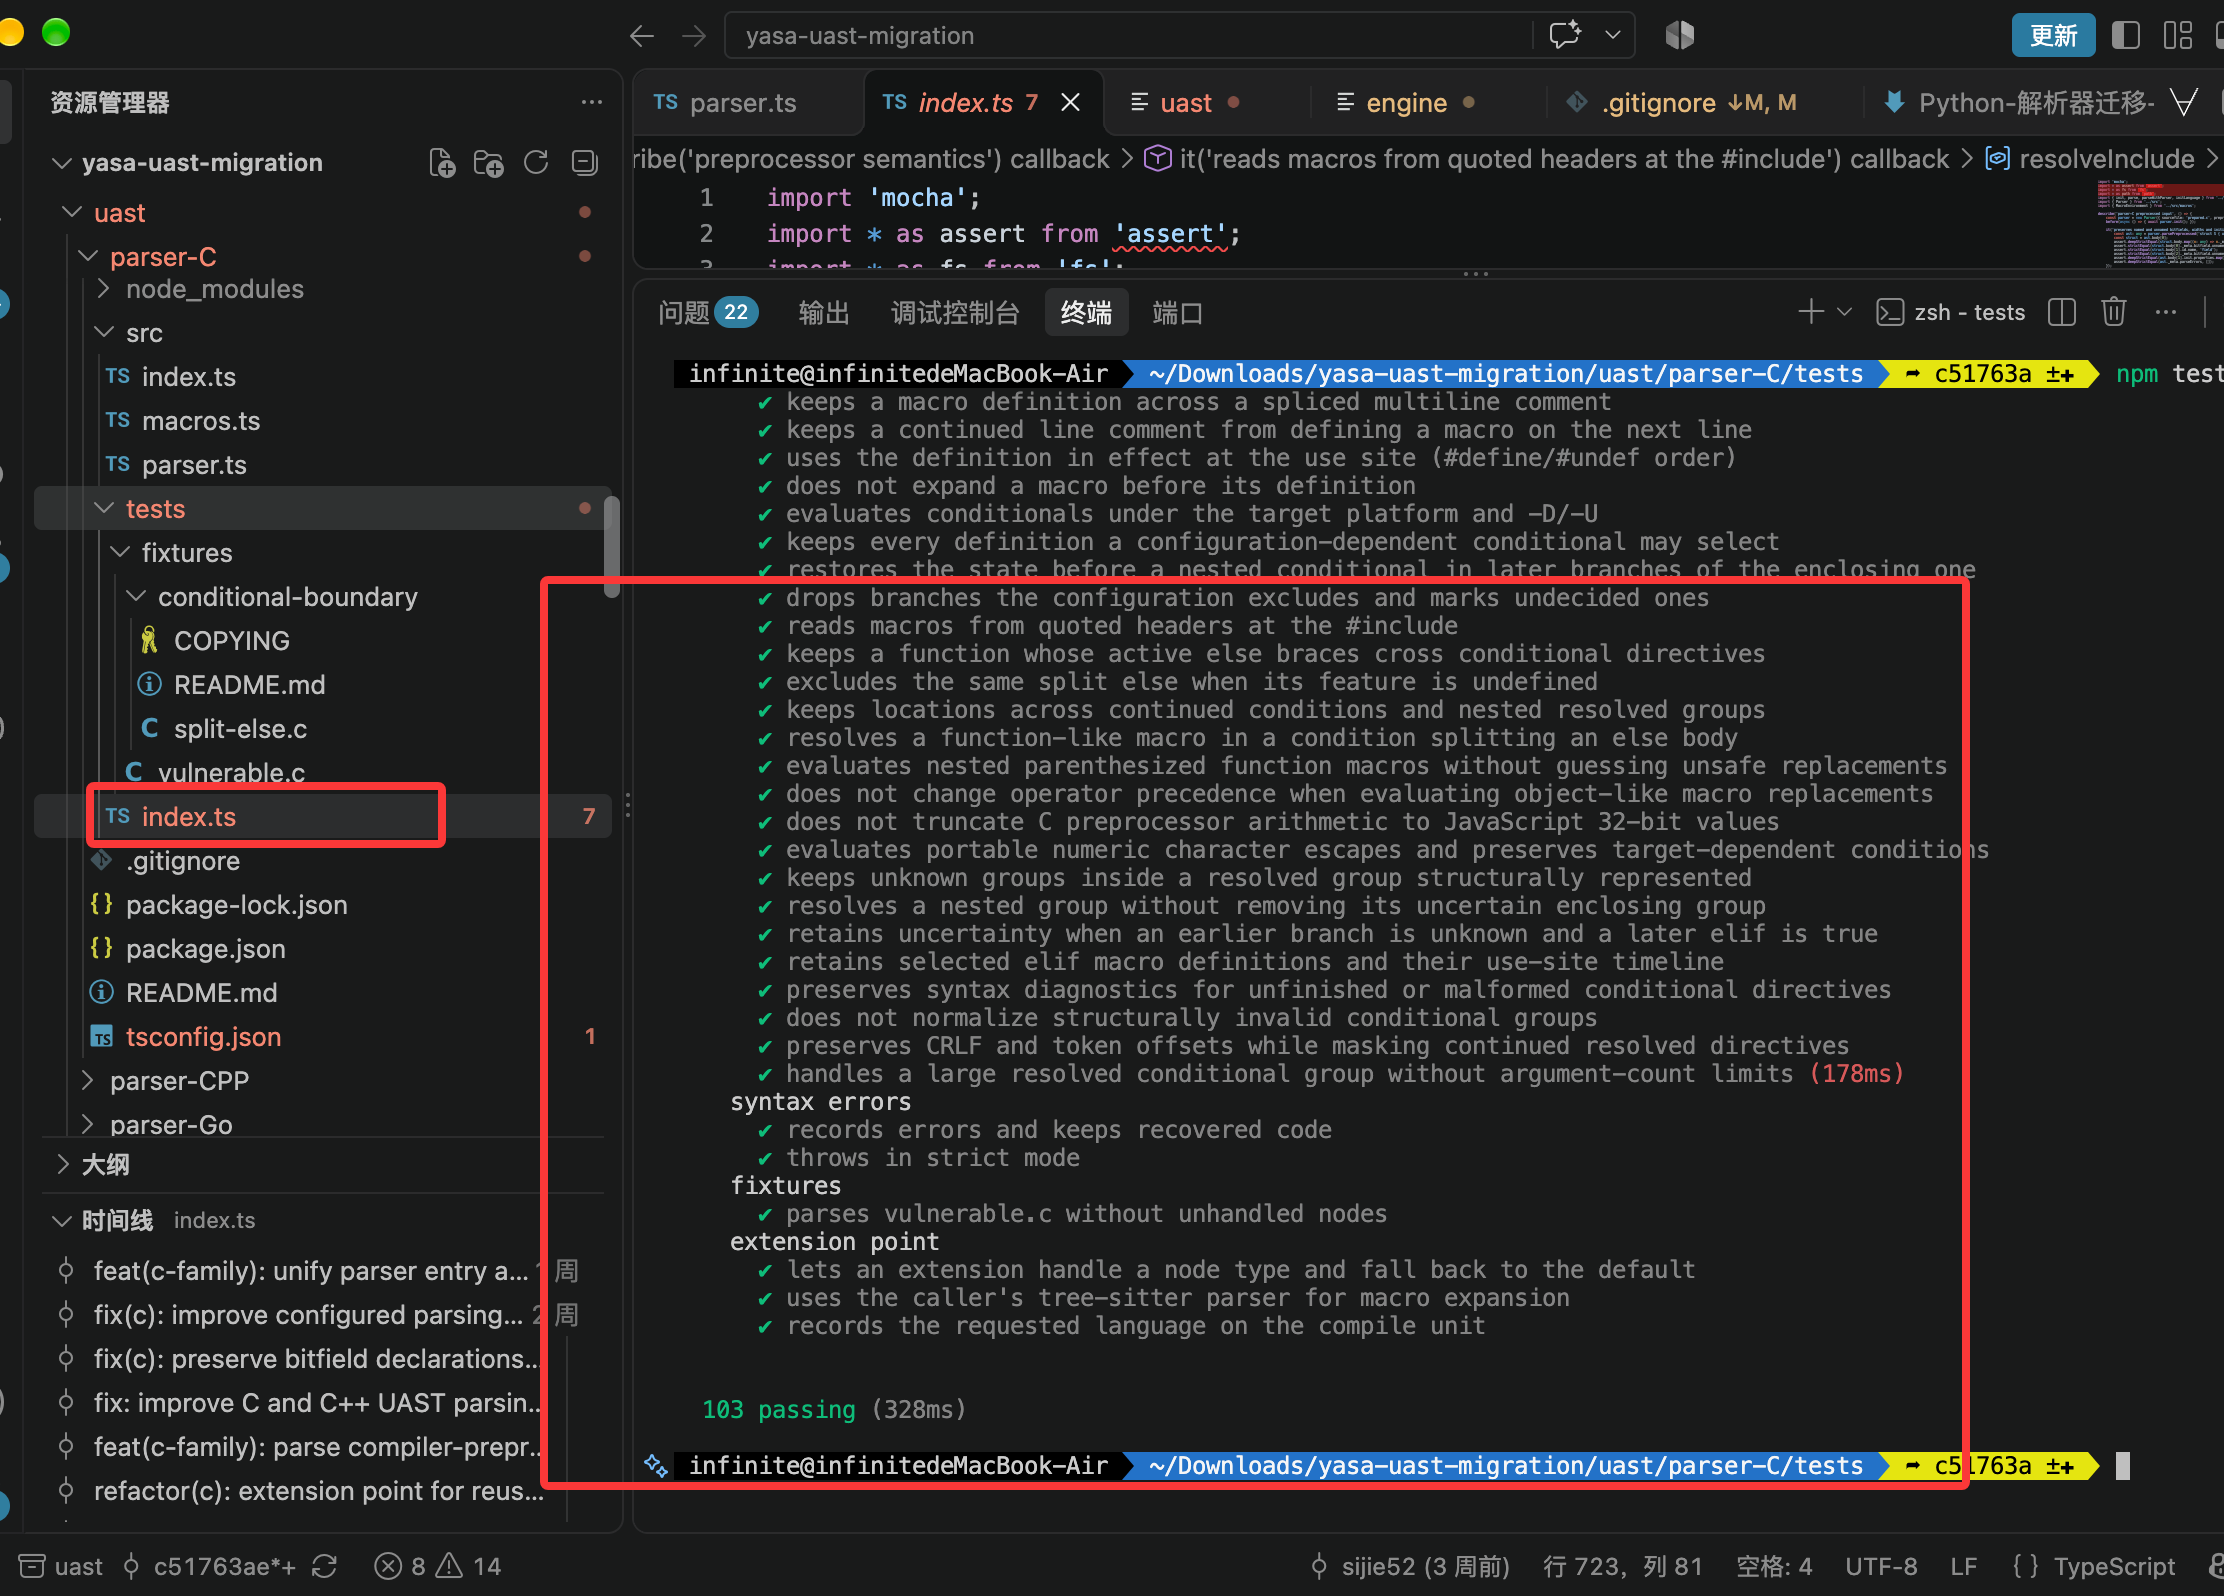 yasa-uast-migration
更新
资源管理器
yasa-uast-migration
uast
parser-C
node_modules
src
TS index.ts
TS macros.ts
TS parser.ts
tests
fixtures
conditional-boundary
COPYING
README.md
C split-else.c
C vulnerable.c
TS index.ts 7
.gitignore
{} package-lock.json
{} package.json
README.md
TS tsconfig.json 1
parser-CPP
parser-Go
大纲
时间线 index.ts
feat(c-family): unify parser entry a... 周
fix(c): improve configured parsing... 2 周
fix(c): preserve bitfield declarations...
fix: improve C and C++ UAST parsin...
feat(c-family): parse compiler-prepr...
refactor(c): extension point for reus...
TS parser.ts TS index.ts 7 uast engine .gitignore ↓M, M Python-解析器迁移-
ribe('preprocessor semantics') callback > it('reads macros from quoted headers at the #include') callback > resolveInclude >
1 import 'mocha';
2 import * as assert from 'assert';
3 import * as fs from 'fs';
问题 22 输出 调试控制台 终端 端口 zsh - tests
infinite@infinitedeMacBook-Air ~/Downloads/yasa-uast-migration/uast/parser-C/tests c51763a ±+ npm test
✔ keeps a macro definition across a spliced multiline comment
✔ keeps a continued line comment from defining a macro on the next line
✔ uses the definition in effect at the use site (#define/#undef order)
✔ does not expand a macro before its definition
✔ evaluates conditionals under the target platform and -D/-U
✔ keeps every definition a configuration-dependent conditional may select
✔ restores the state before a nested conditional in later branches of the enclosing one
✔ drops branches the configuration excludes and marks undecided ones
✔ reads macros from quoted headers at the #include
✔ keeps a function whose active else braces cross conditional directives
✔ excludes the same split else when its feature is undefined
✔ keeps locations across continued conditions and nested resolved groups
✔ resolves a function-like macro in a condition splitting an else body
✔ evaluates nested parenthesized function macros without guessing unsafe replacements
✔ does not change operator precedence when evaluating object-like macro replacements
✔ does not truncate C preprocessor arithmetic to JavaScript 32-bit values
✔ evaluates portable numeric character escapes and preserves target-dependent conditions
✔ keeps unknown groups inside a resolved group structurally represented
✔ resolves a nested group without removing its uncertain enclosing group
✔ retains uncertainty when an earlier branch is unknown and a later elif is true
✔ retains selected elif macro definitions and their use-site timeline
✔ preserves syntax diagnostics for unfinished or malformed conditional directives
✔ does not normalize structurally invalid conditional groups
✔ preserves CRLF and token offsets while masking continued resolved directives
✔ handles a large resolved conditional group without argument-count limits (178ms)
syntax errors
✔ records errors and keeps recovered code
✔ throws in strict mode
fixtures
✔ parses vulnerable.c without unhandled nodes
extension point
✔ lets an extension handle a node type and fall back to the default
✔ uses the caller's tree-sitter parser for macro expansion
✔ records the requested language on the compile unit
103 passing (328ms)
infinite@infinitedeMacBook-Air ~/Downloads/yasa-uast-migration/uast/parser-C/tests c51763a ±+
uast c51763ae*+ 8 14 sijie52 (3 周前) 行 723, 列 81 空格: 4 UTF-8 LF {} TypeScript